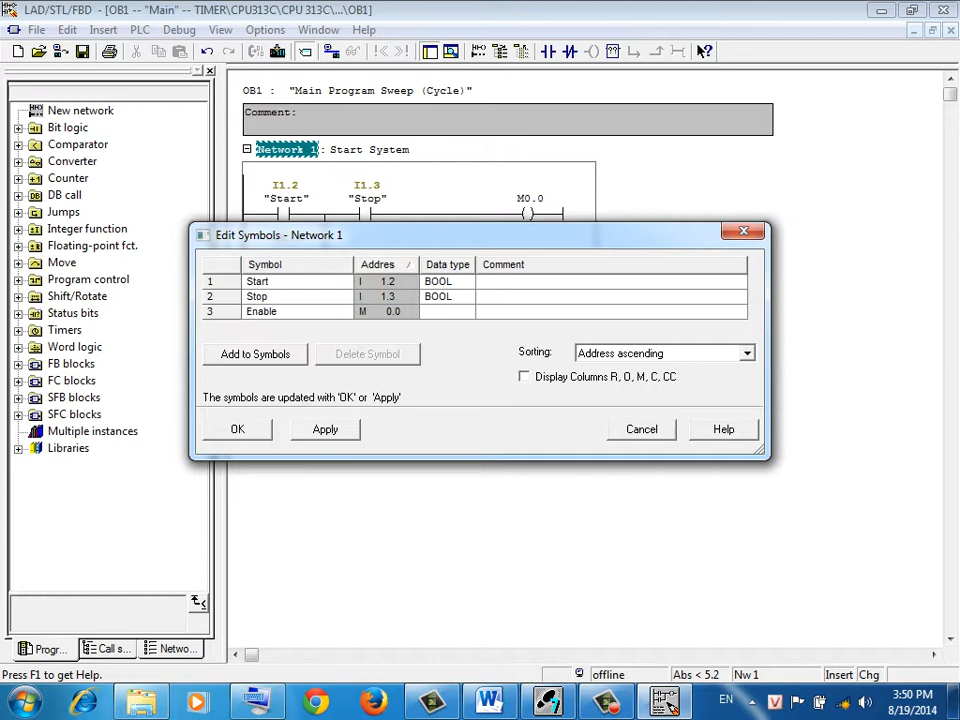 LAD/STL/FBD - [OB1 -- "Main" -- TIMER\CPU313C\CPU 313C\...\OB1]
File Edit Insert PLC Debug View Options Window Help
OB1 : "Main Program Sweep (Cycle)"
Comment:
Network 1: Start System
I1.2 I1.3
"Start" "Stop" M0.0
New network
Bit logic
Comparator
Converter
Counter
DB call
Jumps
Integer function
Floating-point fct.
Move
Program control
Shift/Rotate
Status bits
Timers
Word logic
FB blocks
FC blocks
SFB blocks
SFC blocks
Multiple instances
Libraries
Edit Symbols - Network 1
Symbol Addres Data type Comment
1 Start I 1.2 BOOL
2 Stop I 1.3 BOOL
3 Enable M 0.0
Add to Symbols Delete Symbol Sorting: Address ascending
Display Columns R, O, M, C, CC
The symbols are updated with 'OK' or 'Apply'
OK Apply Cancel Help
Progr... Call s... Netwo...
Press F1 to get Help. offline Abs < 5.2 Nw 1 Insert Chg
EN 3:50 PM
8/19/2014